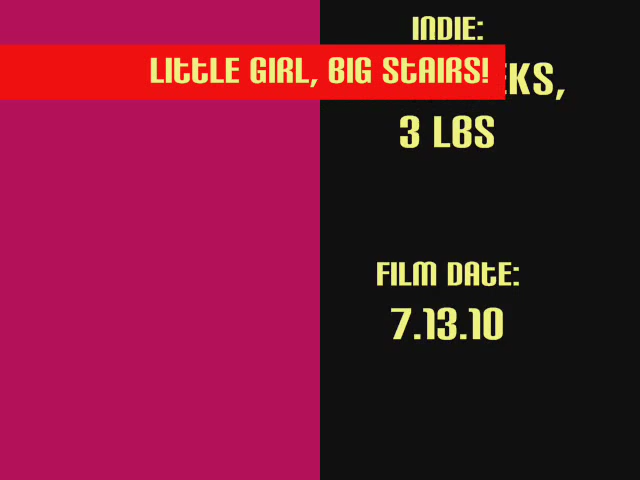 INDIE:
LITTLE GIRL, BIG STAIRS!
3 LBS
FILM DATE:
7.13.10